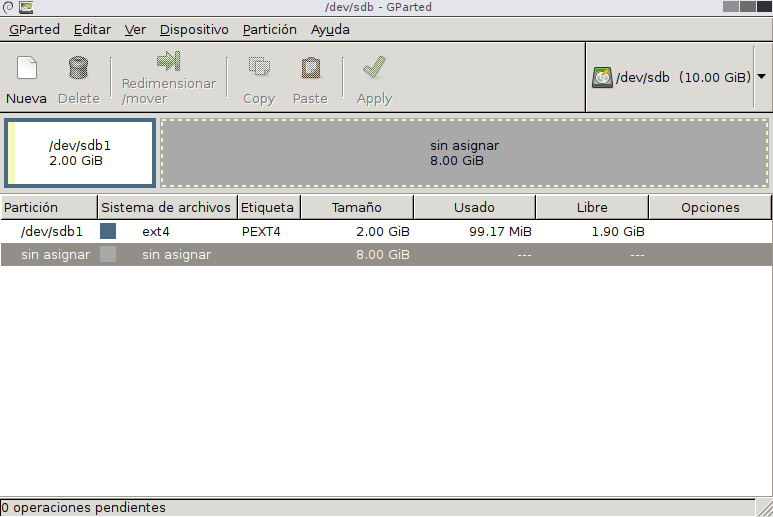 /dev/sdb - GParted
GParted Editar Ver Dispositivo Partición Ayuda
Nueva Delete Redimensionar /mover Copy Paste Apply /dev/sdb (10.00 GiB)
/dev/sdb1
2.00 GiB
sin asignar
8.00 GiB
Partición Sistema de archivos Etiqueta Tamaño Usado Libre Opciones
/dev/sdb1 ext4 PEXT4 2.00 GiB 99.17 MiB 1.90 GiB
sin asignar sin asignar 8.00 GiB --- ---
0 operaciones pendientes